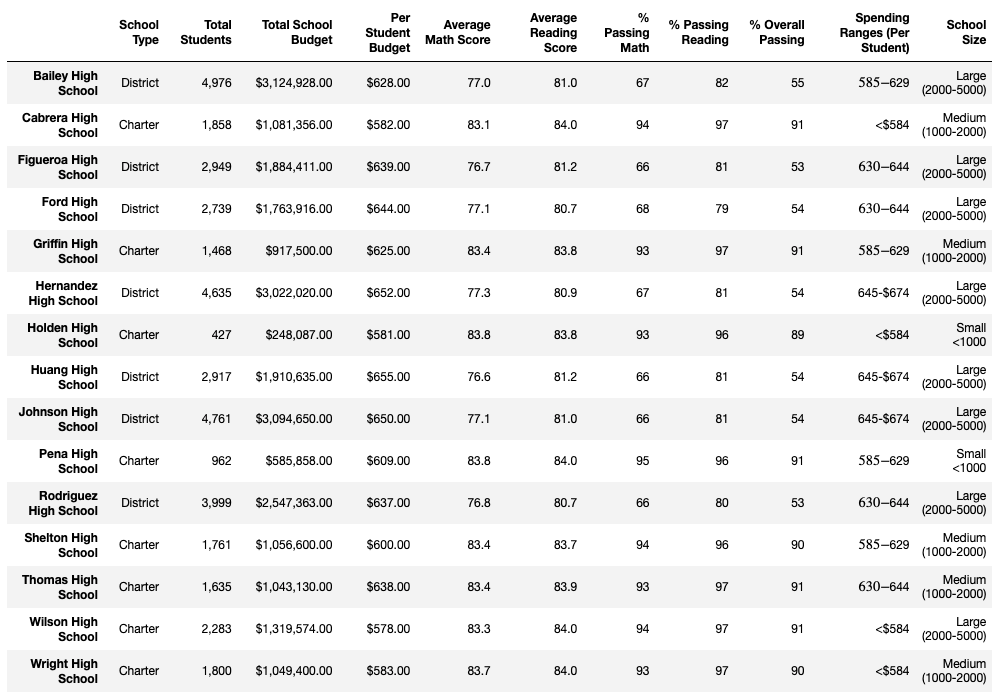 School Type Total Students Total School Budget Per Student Budget Average Math Score Average Reading Score % Passing Math % Passing Reading % Overall Passing Spending Ranges (Per Student) School Size
Bailey High School District 4,976 $3,124,928.00 $628.00 77.0 81.0 67 82 55 585−629 Large (2000-5000)
Cabrera High School Charter 1,858 $1,081,356.00 $582.00 83.1 84.0 94 97 91 <$584 Medium (1000-2000)
Figueroa High School District 2,949 $1,884,411.00 $639.00 76.7 81.2 66 81 53 630−644 Large (2000-5000)
Ford High School District 2,739 $1,763,916.00 $644.00 77.1 80.7 68 79 54 630−644 Large (2000-5000)
Griffin High School Charter 1,468 $917,500.00 $625.00 83.4 83.8 93 97 91 585−629 Medium (1000-2000)
Hernandez High School District 4,635 $3,022,020.00 $652.00 77.3 80.9 67 81 54 645-$674 Large (2000-5000)
Holden High School Charter 427 $248,087.00 $581.00 83.8 83.8 93 96 89 <$584 Small <1000
Huang High School District 2,917 $1,910,635.00 $655.00 76.6 81.2 66 81 54 645-$674 Large (2000-5000)
Johnson High School District 4,761 $3,094,650.00 $650.00 77.1 81.0 66 81 54 645-$674 Large (2000-5000)
Pena High School Charter 962 $585,858.00 $609.00 83.8 84.0 95 96 91 585−629 Small <1000
Rodriguez High School District 3,999 $2,547,363.00 $637.00 76.8 80.7 66 80 53 630−644 Large (2000-5000)
Shelton High School Charter 1,761 $1,056,600.00 $600.00 83.4 83.7 94 96 90 585−629 Medium (1000-2000)
Thomas High School Charter 1,635 $1,043,130.00 $638.00 83.4 83.9 93 97 91 630−644 Medium (1000-2000)
Wilson High School Charter 2,283 $1,319,574.00 $578.00 83.3 84.0 94 97 91 <$584 Large (2000-5000)
Wright High School Charter 1,800 $1,049,400.00 $583.00 83.7 84.0 93 97 90 <$584 Medium (1000-2000)